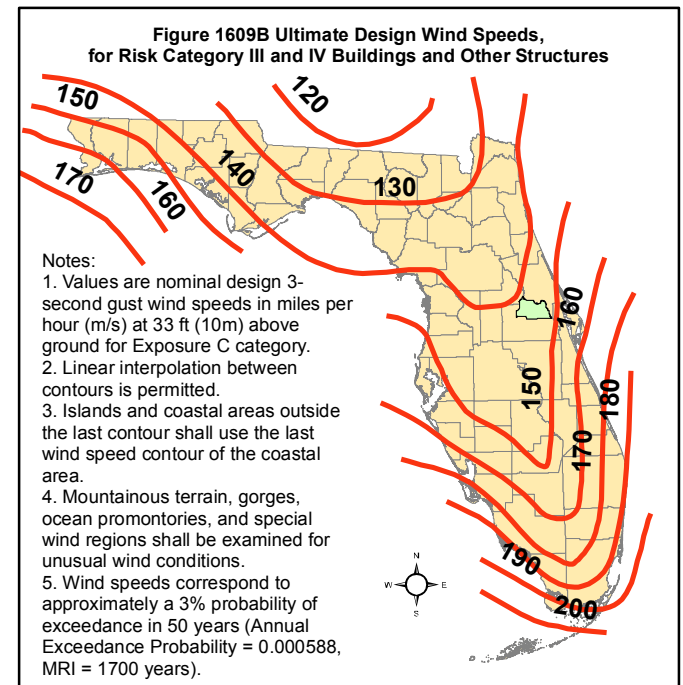 Figure 1609B Ultimate Design Wind Speeds,
for Risk Category III and IV Buildings and Other Structures
120
150
140
130
170
160
Notes:
1. Values are nominal design 3-
second gust wind speeds in miles per
hour (m/s) at 33 ft (10m) above
ground for Exposure C category.
2. Linear interpolation between
contours is permitted.
3. Islands and coastal areas outside
the last contour shall use the last
wind speed contour of the coastal
area.
4. Mountainous terrain, gorges,
ocean promontories, and special
wind regions shall be examined for
unusual wind conditions.
5. Wind speeds correspond to
approximately a 3% probability of
exceedance in 50 years (Annual
Exceedance Probability = 0.000588,
MRI = 1700 years).
160
150
180
170
190
200
N
W
E
S